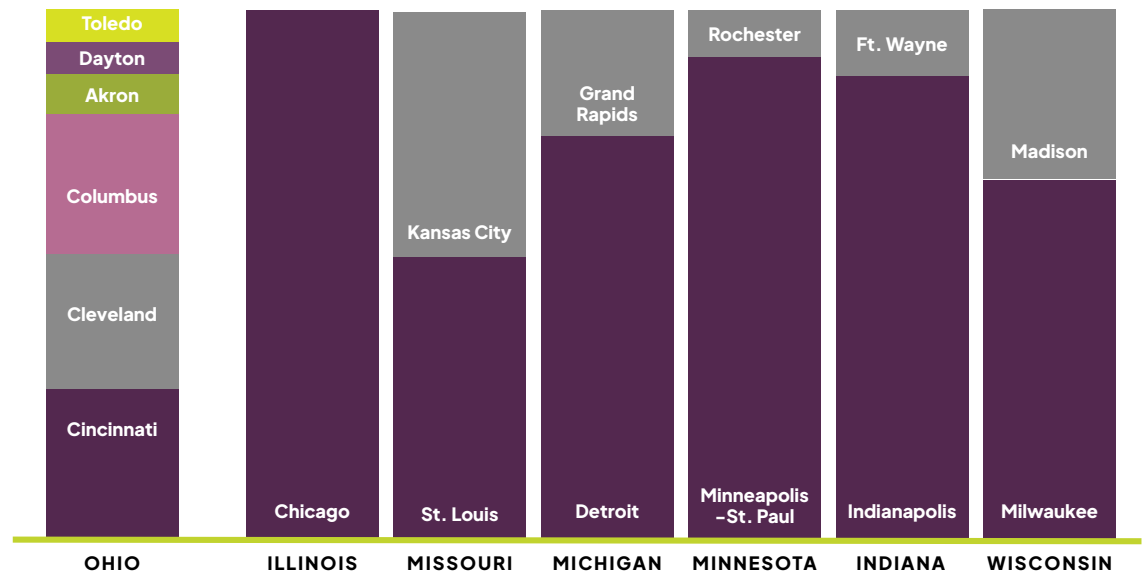 Toledo
Dayton
Akron
Columbus
Cleveland
Cincinnati
OHIO
Chicago
ILLINOIS
Kansas City
St. Louis
MISSOURI
Grand
Rapids
Detroit
MICHIGAN
Rochester
Minneapolis
–St. Paul
MINNESOTA
Ft. Wayne
Indianapolis
INDIANA
Madison
Milwaukee
WISCONSIN